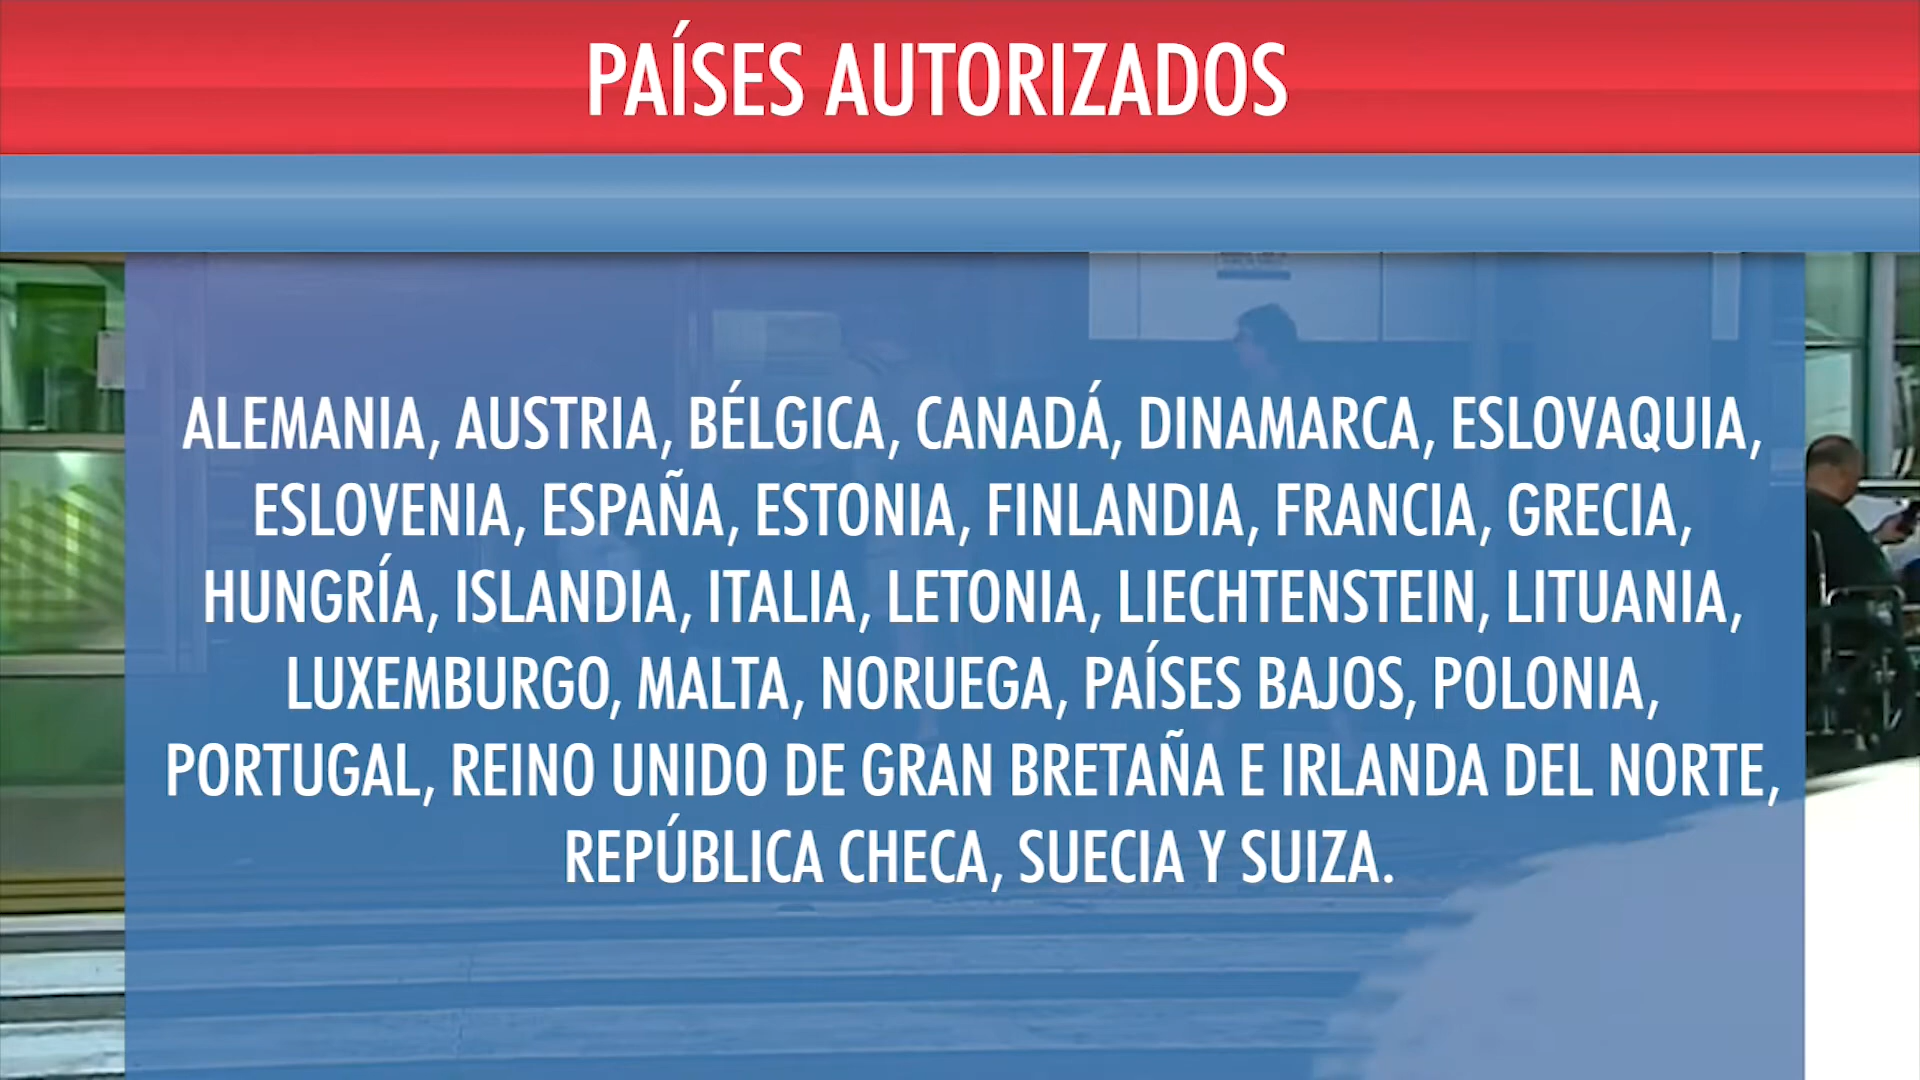 PAÍSES AUTORIZADOS
ALEMANIA, AUSTRIA, BÉLGICA, CANADÁ, DINAMARCA, ESLOVAQUIA,
ESLOVENIA, ESPAÑA, ESTONIA, FINLANDIA, FRANCIA, GRECIA,
HUNGRÍA, ISLANDIA, ITALIA, LETONIA, LIECHTENSTEIN, LITUANIA,
LUXEMBURGO, MALTA, NORUEGA, PAÍSES BAJOS, POLONIA,
PORTUGAL, REINO UNIDO DE GRAN BRETAÑA E IRLANDA DEL NORTE,
REPÚBLICA CHECA, SUECIA Y SUIZA.